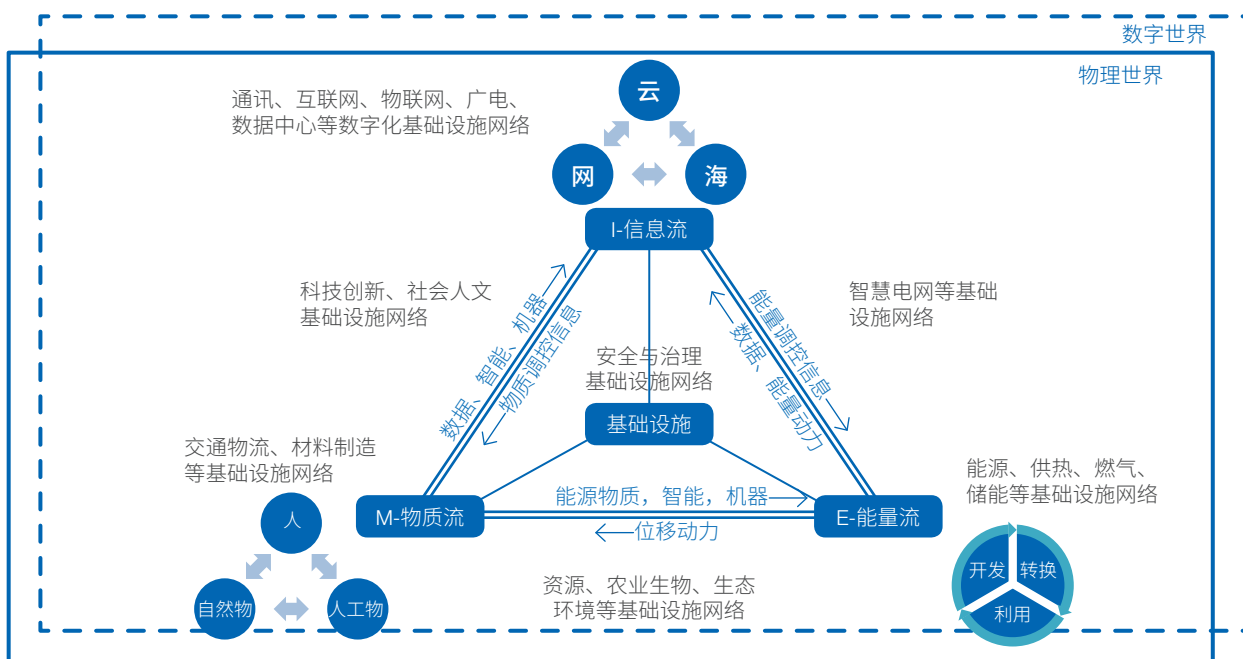 数字世界
物理世界
云
通讯、互联网、物联网、广电、
数据中心等数字化基础设施网络
网
海
I-信息流
科技创新、社会人文
基础设施网络
智慧电网等基础
设施网络
数据、智能、机器
物质调控信息
能量调控信息
数据、能量动力
安全与治理
基础设施网络
基础设施
交通物流、材料制造
等基础设施网络
能源、供热、燃气、
储能等基础设施网络
M-物质流
能源物质，智能，机器
位移动力
E-能量流
人
自然物
人工物
资源、农业生物、生态
环境等基础设施网络
开发
转换
利用